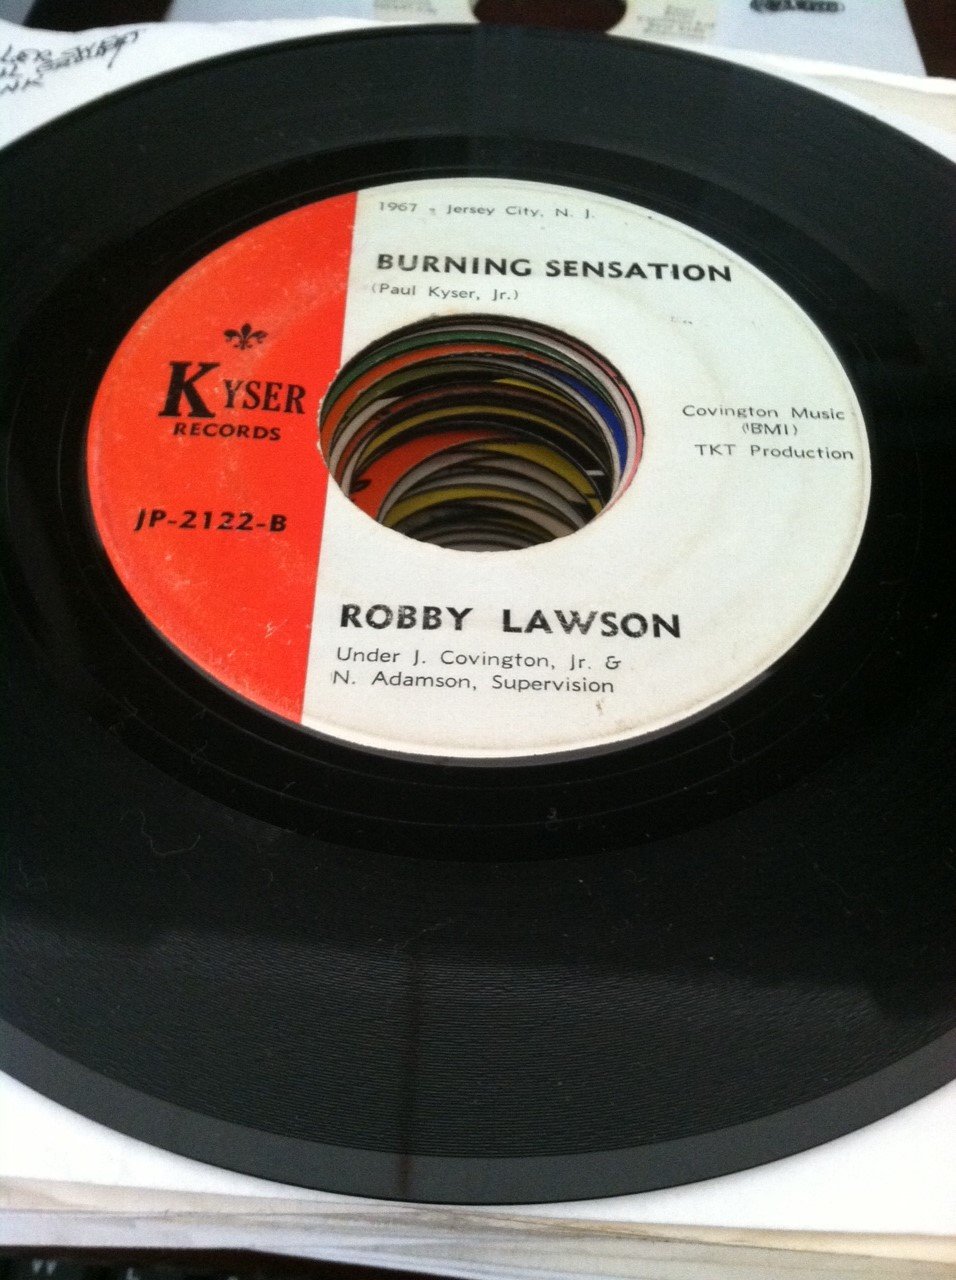 1967 - Jersey City, N. J.
BURNING SENSATION
(Paul Kyser, Jr.)
KYSER
RECORDS
Covington Music
(BMI)
TKT Production
JP-2122-B
ROBBY LAWSON
Under J. Covington, Jr. &
N. Adamson, Supervision